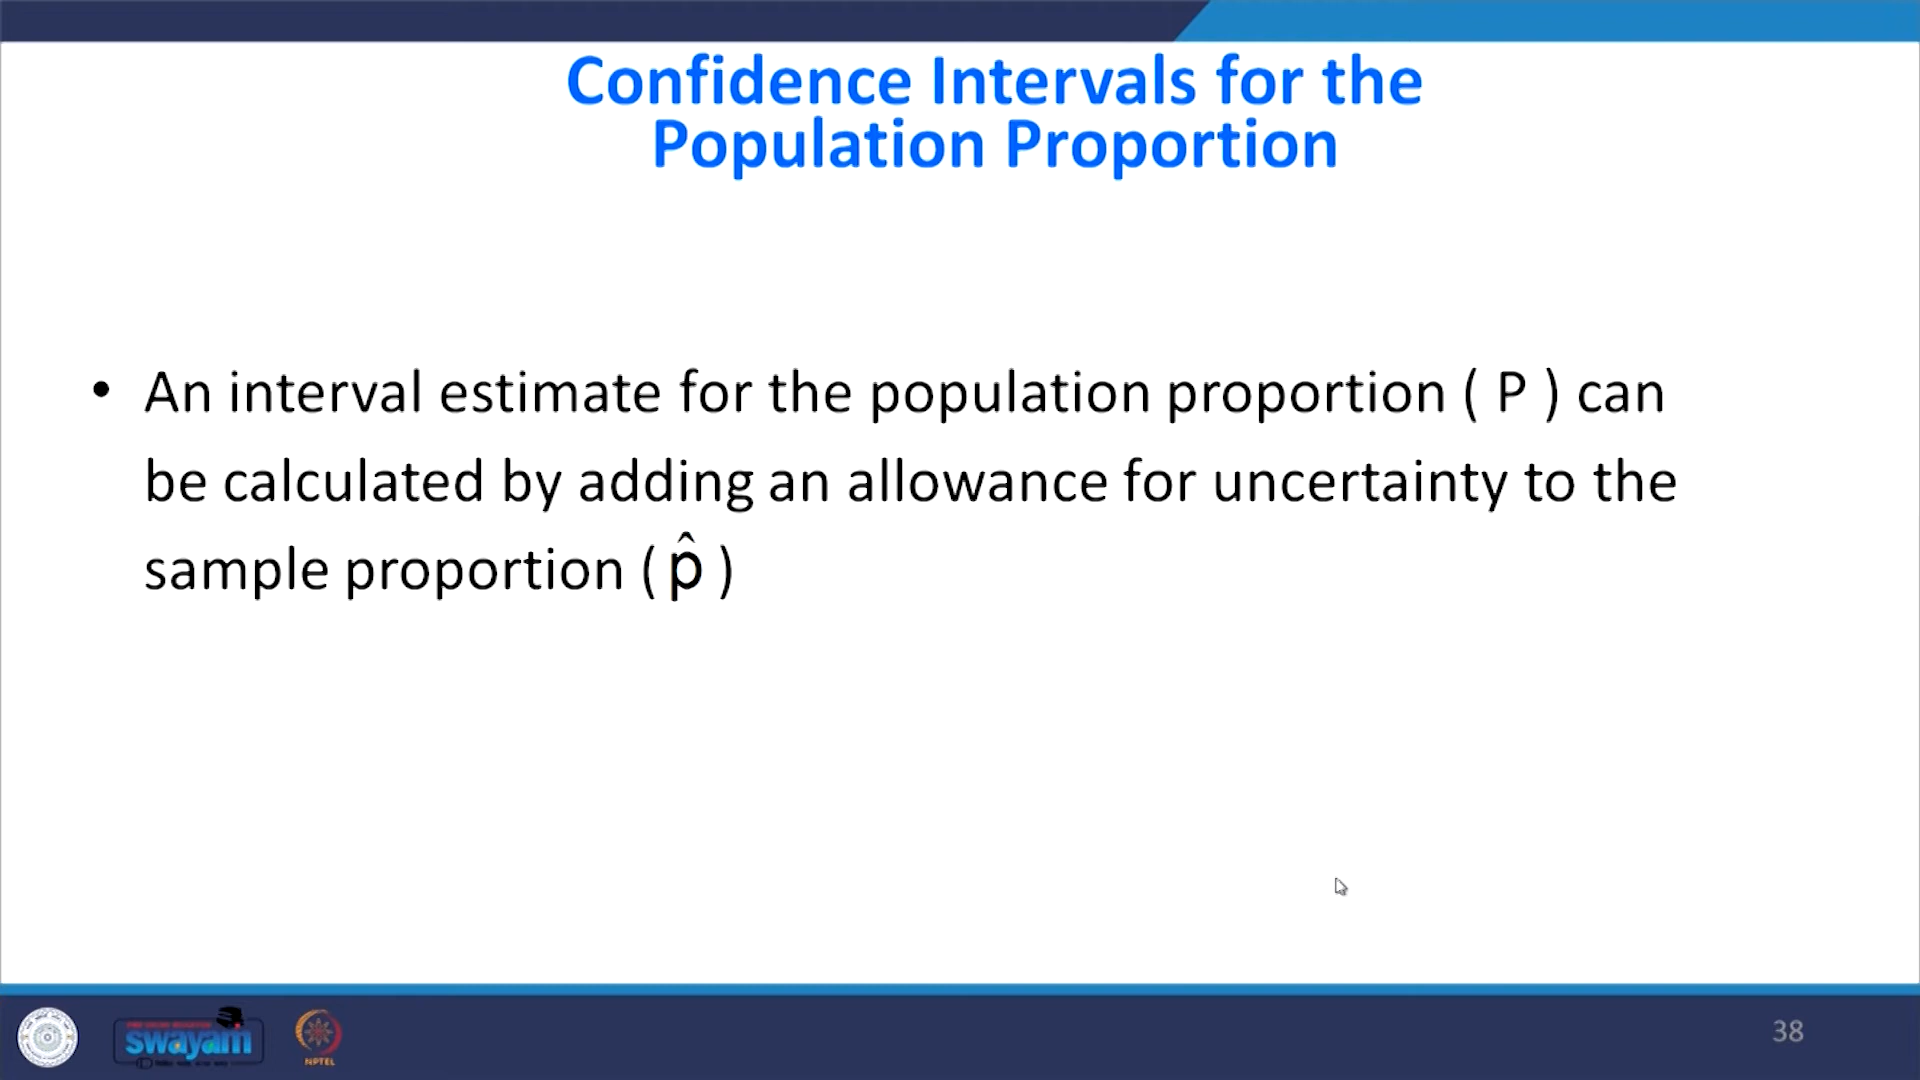 Confidence Intervals for the
Population Proportion
• An interval estimate for the population proportion ( P ) can
be calculated by adding an allowance for uncertainty to the
sample proportion ( p̂ )
swayam
NPTEL
38